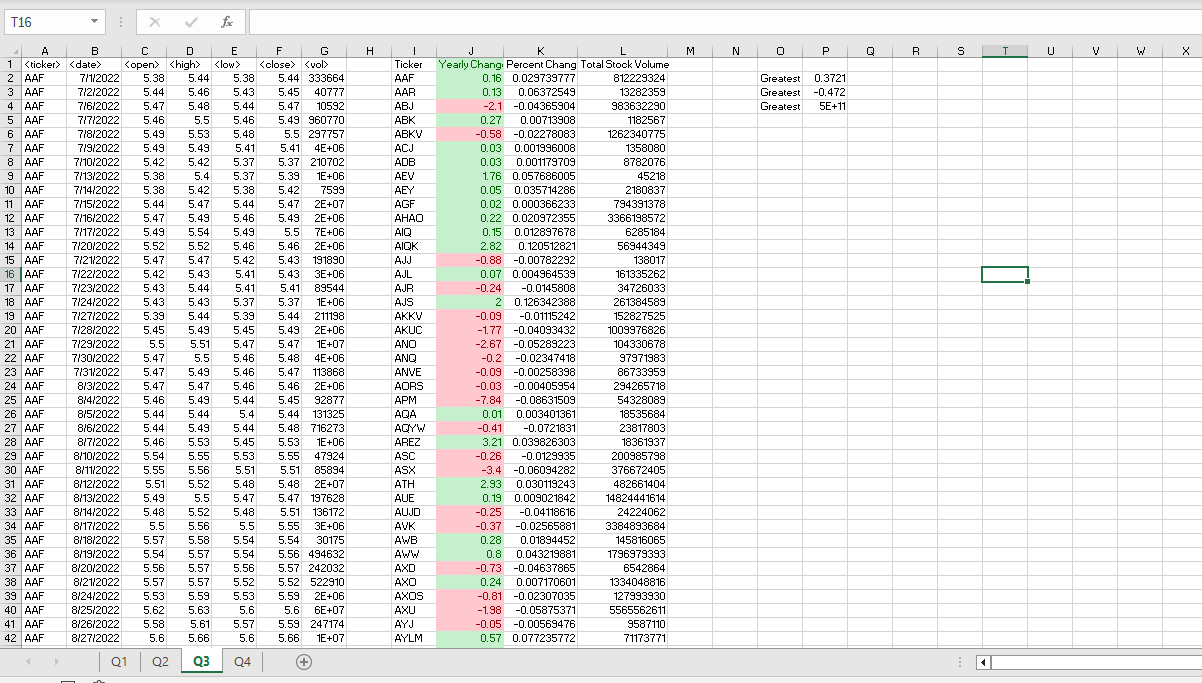 T16 fx
A B C D E F G H I J K L M N O P Q R S T U V W X
1 <ticker> <date> <open> <high> <low> <close> <vol> Ticker Yearly Chang Percent Chang Total Stock Volume
2 AAF 7/1/2022 5.38 5.44 5.38 5.44 333664 AAF 0.16 0.029739777 812229324 Greatest 0.3721
3 AAF 7/2/2022 5.44 5.46 5.43 5.45 40777 AAR 0.13 0.06372549 13282359 Greatest -0.472
4 AAF 7/6/2022 5.47 5.48 5.44 5.47 10592 ABJ -2.1 -0.04365904 983632290 Greatest 5E+11
5 AAF 7/7/2022 5.46 5.5 5.46 5.49 960770 ABK 0.27 0.00713908 1182567
6 AAF 7/8/2022 5.49 5.53 5.48 5.5 297757 ABKV -0.58 -0.02278083 1262340775
7 AAF 7/9/2022 5.49 5.49 5.41 5.41 4E+06 ACJ 0.03 0.001996008 1358080
8 AAF 7/10/2022 5.42 5.42 5.37 5.37 210702 ADB 0.03 0.001179709 8782076
9 AAF 7/13/2022 5.38 5.4 5.37 5.39 1E+06 AEV 1.76 0.057686005 45218
10 AAF 7/14/2022 5.38 5.42 5.38 5.42 7599 AEY 0.05 0.035714286 2180837
11 AAF 7/15/2022 5.44 5.47 5.44 5.47 2E+07 AGF 0.02 0.000366233 794391378
12 AAF 7/16/2022 5.47 5.49 5.46 5.49 2E+06 AHAO 0.22 0.020972355 3366198572
13 AAF 7/17/2022 5.49 5.54 5.49 5.5 7E+06 AIQ 0.15 0.012897678 6285184
14 AAF 7/20/2022 5.52 5.52 5.46 5.46 2E+06 AIQK 2.82 0.120512821 56944349
15 AAF 7/21/2022 5.47 5.47 5.42 5.43 191890 AJJ -0.88 -0.00782292 138017
16 AAF 7/22/2022 5.42 5.43 5.41 5.43 3E+06 AJL 0.07 0.004964539 161335262
17 AAF 7/23/2022 5.43 5.44 5.41 5.41 89544 AJR -0.24 -0.0145808 34726033
18 AAF 7/24/2022 5.43 5.43 5.37 5.37 1E+06 AJS 2 0.126342388 261384589
19 AAF 7/27/2022 5.39 5.44 5.39 5.44 211198 AKKV -0.09 -0.01115242 152827525
20 AAF 7/28/2022 5.45 5.49 5.45 5.49 2E+06 AKUC -1.77 -0.04093432 1009976826
21 AAF 7/29/2022 5.5 5.51 5.47 5.47 1E+07 ANO -2.67 -0.05289223 104330678
22 AAF 7/30/2022 5.47 5.5 5.46 5.48 4E+06 ANQ -0.2 -0.02347418 97971983
23 AAF 7/31/2022 5.47 5.49 5.46 5.47 113868 ANVE -0.09 -0.00258398 86733959
24 AAF 8/3/2022 5.47 5.47 5.46 5.46 2E+06 AORS -0.03 -0.00405954 294265718
25 AAF 8/4/2022 5.46 5.49 5.44 5.45 92877 APM -7.84 -0.08631509 54328089
26 AAF 8/5/2022 5.44 5.44 5.4 5.44 131325 AQA 0.01 0.003401361 18535684
27 AAF 8/6/2022 5.44 5.49 5.44 5.48 716273 AQYW -0.41 -0.0721831 23817803
28 AAF 8/7/2022 5.46 5.53 5.45 5.53 1E+06 AREZ 3.21 0.039826303 18361937
29 AAF 8/10/2022 5.54 5.55 5.53 5.55 47924 ASC -0.26 -0.0129935 200985798
30 AAF 8/11/2022 5.55 5.56 5.51 5.51 85894 ASX -3.4 -0.06094282 376672405
31 AAF 8/12/2022 5.51 5.52 5.48 5.48 2E+07 ATH 2.93 0.030119243 482661404
32 AAF 8/13/2022 5.49 5.5 5.47 5.47 197628 AUE 0.19 0.009021842 14824441614
33 AAF 8/14/2022 5.48 5.52 5.48 5.51 136172 AUJD -0.25 -0.04118616 24224062
34 AAF 8/17/2022 5.5 5.56 5.5 5.55 3E+06 AVK -0.37 -0.02565881 3384893684
35 AAF 8/18/2022 5.57 5.58 5.54 5.54 30175 AWB 0.28 0.01894452 145816065
36 AAF 8/19/2022 5.54 5.57 5.54 5.56 494632 AWW 0.8 0.043219881 1796979393
37 AAF 8/20/2022 5.56 5.57 5.56 5.57 242032 AXD -0.73 -0.04637865 6542864
38 AAF 8/21/2022 5.57 5.57 5.52 5.52 522910 AXO 0.24 0.007170601 1334048816
39 AAF 8/24/2022 5.53 5.59 5.53 5.59 2E+06 AXOS -0.81 -0.02307035 127993930
40 AAF 8/25/2022 5.62 5.63 5.6 5.6 6E+07 AXU -1.98 -0.05875371 5565562611
41 AAF 8/26/2022 5.58 5.61 5.57 5.59 247174 AYJ -0.05 -0.00569476 9587110
42 AAF 8/27/2022 5.6 5.66 5.6 5.66 1E+07 AYLM 0.57 0.077235772 71173771
Q1 Q2 Q3 Q4